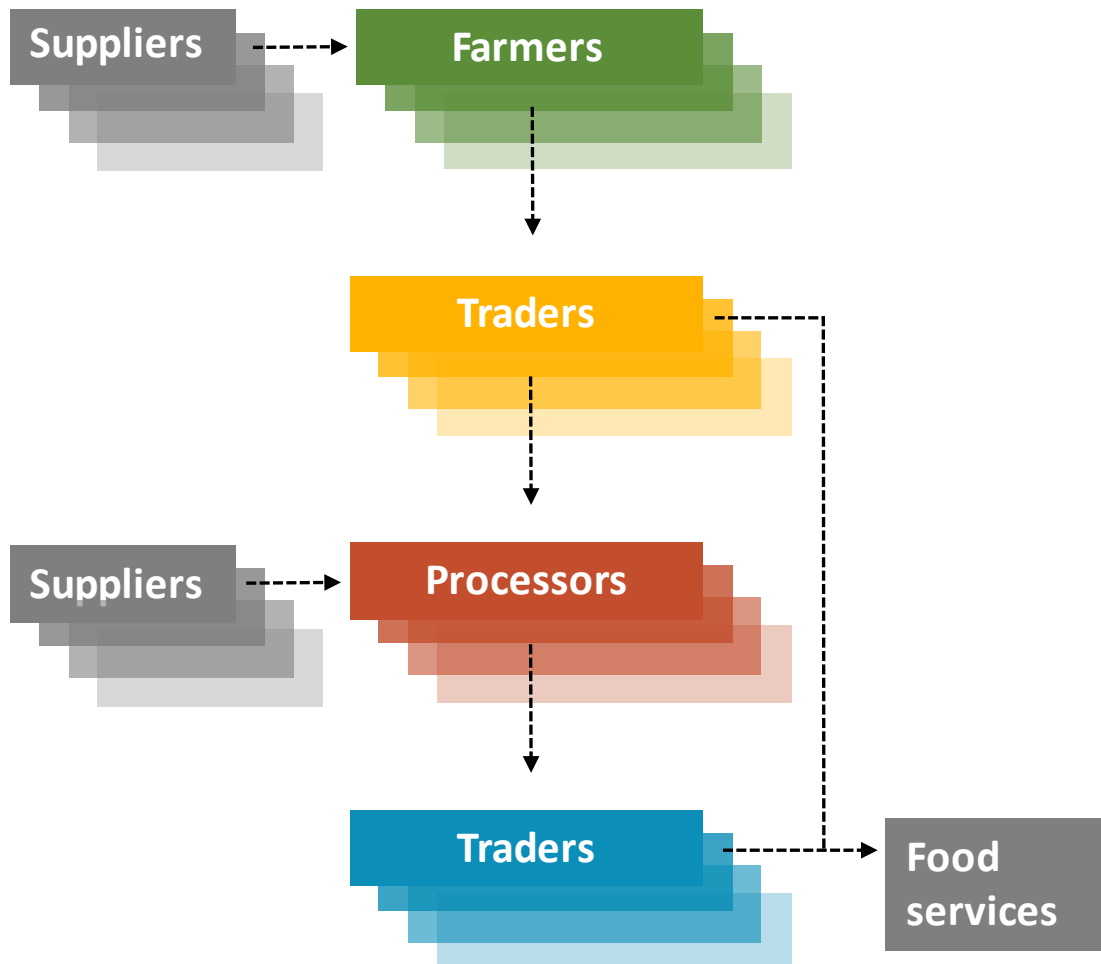 Suppliers
Farmers
Traders
Suppliers
Processors
Traders
Food
services